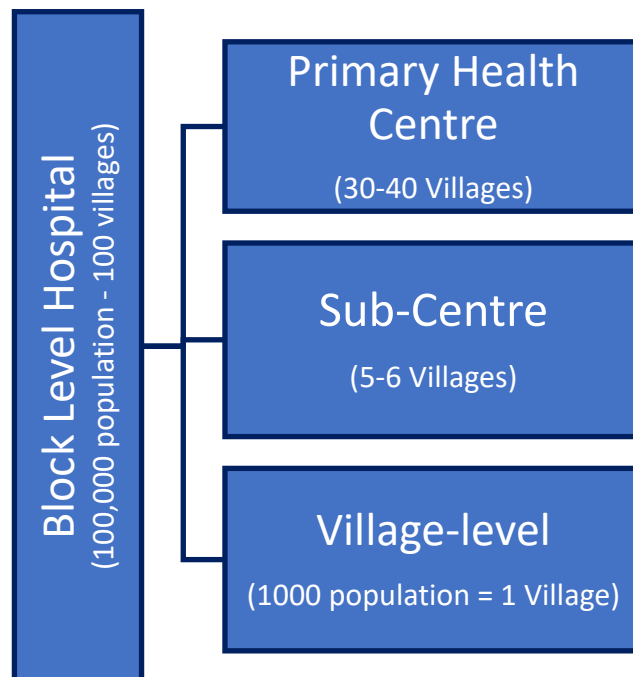 Block Level Hospital
(100,000 population - 100 villages)
Primary Health
Centre
(30-40 Villages)
Sub-Centre
(5-6 Villages)
Village-level
(1000 population = 1 Village)